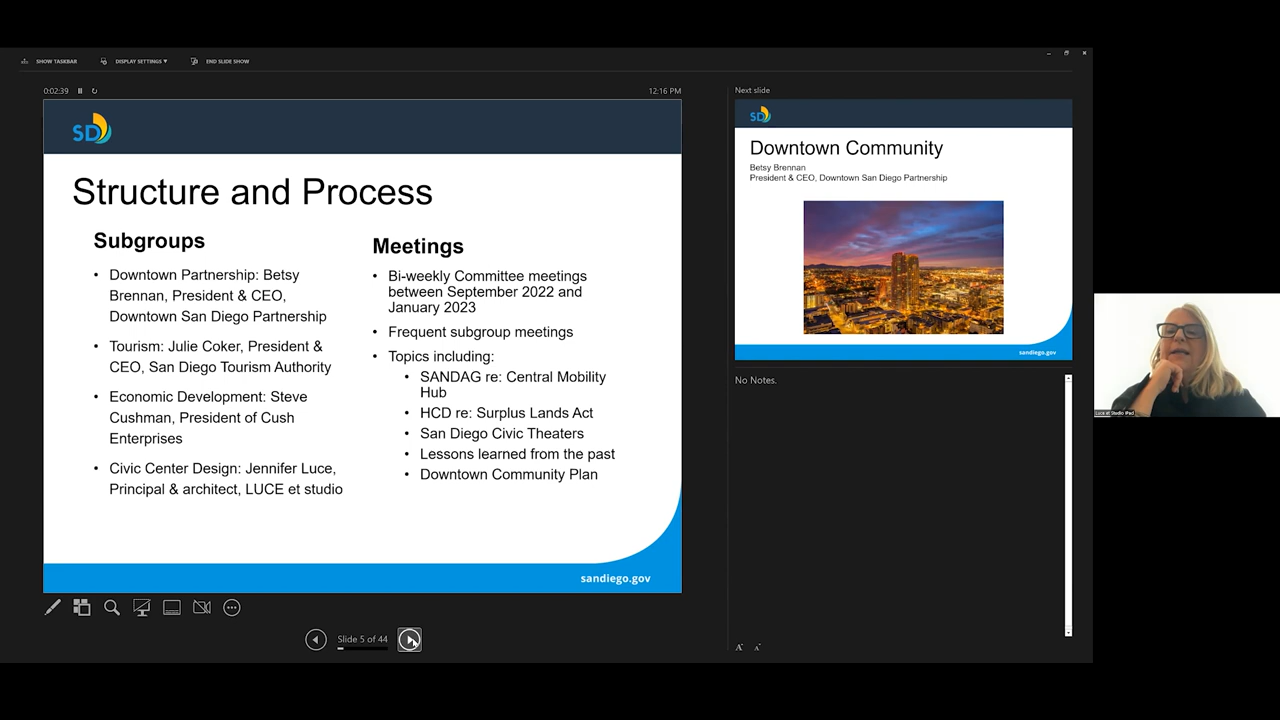 SHOW TASKBAR
DISPLAY SETTINGS ▾
END SLIDE SHOW
0:02:39
12:16 PM
SD
Structure and Process
Subgroups
• Downtown Partnership: Betsy
Brennan, President & CEO,
Downtown San Diego Partnership
• Tourism: Julie Coker, President &
CEO, San Diego Tourism Authority
• Economic Development: Steve
Cushman, President of Cush
Enterprises
• Civic Center Design: Jennifer Luce,
Principal & architect, LUCE et studio
Meetings
• Bi-weekly Committee meetings
between September 2022 and
January 2023
• Frequent subgroup meetings
• Topics including:
• SANDAG re: Central Mobility
Hub
• HCD re: Surplus Lands Act
• San Diego Civic Theaters
• Lessons learned from the past
• Downtown Community Plan
sandiego.gov
Slide 5 of 44
Next slide
SD
Downtown Community
Betsy Brennan
President & CEO, Downtown San Diego Partnership
sandiego.gov
No Notes.
A A
Luce et Studio iPad